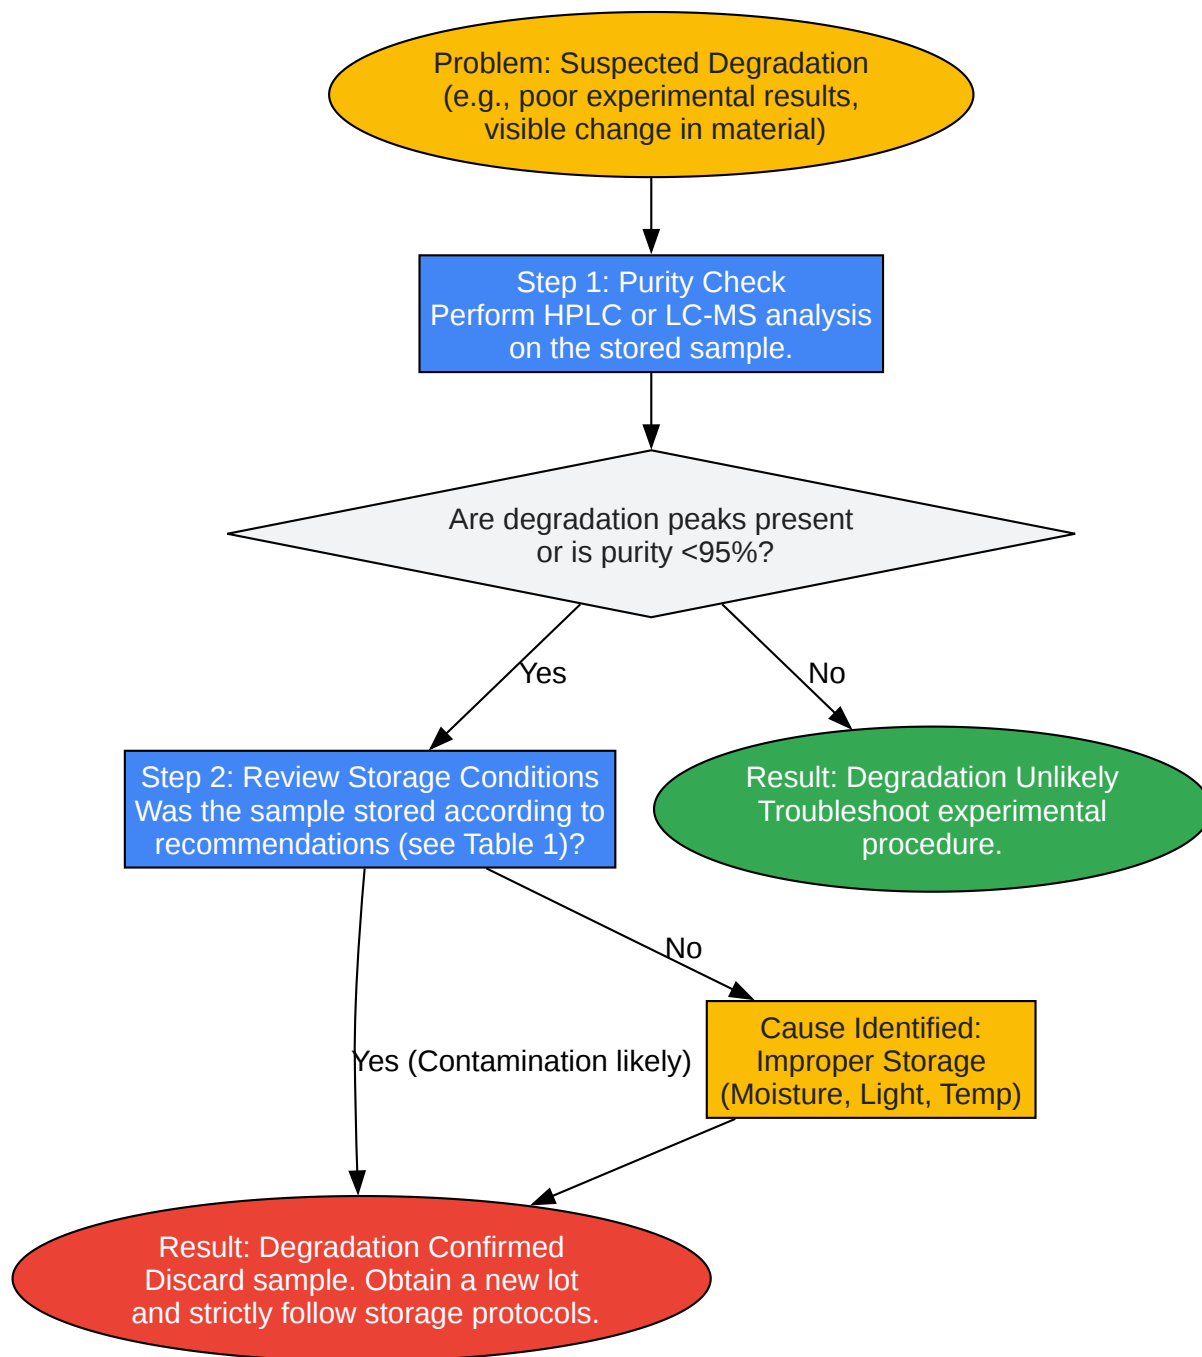 Problem: Suspected Degradation
(e.g., poor experimental results,
visible change in material)
Step 1: Purity Check
Perform HPLC or LC-MS analysis
on the stored sample.
Are degradation peaks present
or is purity <95%?
Yes
No
Step 2: Review Storage Conditions
Was the sample stored according to
recommendations (see Table 1)?
Result: Degradation Unlikely
Troubleshoot experimental
procedure.
No
Cause Identified:
Improper Storage
(Moisture, Light, Temp)
Yes (Contamination likely)
Result: Degradation Confirmed
Discard sample. Obtain a new lot
and strictly follow storage protocols.